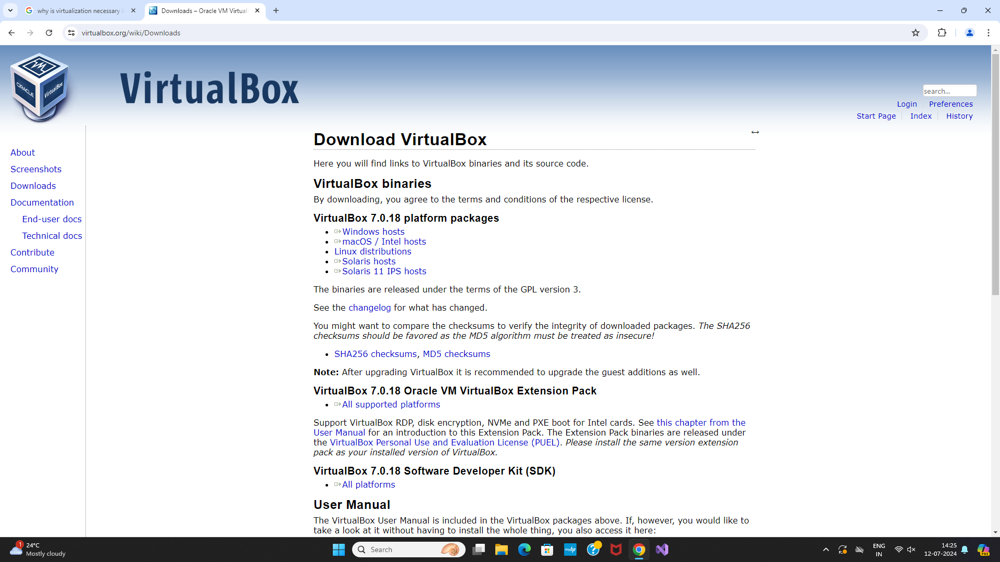 why is virtualization necessary i
Downloads – Oracle VM Virtual
virtualbox.org/wiki/Downloads
ORACLE
VirtualBox
VirtualBox
search...
Login
Preferences
Start Page
Index
History
About
Screenshots
Downloads
Documentation
End-user docs
Technical docs
Contribute
Community
Download VirtualBox
Here you will find links to VirtualBox binaries and its source code.
VirtualBox binaries
By downloading, you agree to the terms and conditions of the respective license.
VirtualBox 7.0.18 platform packages
Windows hosts
macOS / Intel hosts
Linux distributions
Solaris hosts
Solaris 11 IPS hosts
The binaries are released under the terms of the GPL version 3.
See the changelog for what has changed.
You might want to compare the checksums to verify the integrity of downloaded packages. The SHA256
checksums should be favored as the MD5 algorithm must be treated as insecure!
SHA256 checksums, MD5 checksums
Note: After upgrading VirtualBox it is recommended to upgrade the guest additions as well.
VirtualBox 7.0.18 Oracle VM VirtualBox Extension Pack
All supported platforms
Support VirtualBox RDP, disk encryption, NVMe and PXE boot for Intel cards. See this chapter from the
User Manual for an introduction to this Extension Pack. The Extension Pack binaries are released under
the VirtualBox Personal Use and Evaluation License (PUEL). Please install the same version extension
pack as your installed version of VirtualBox.
VirtualBox 7.0.18 Software Developer Kit (SDK)
All platforms
User Manual
The VirtualBox User Manual is included in the VirtualBox packages above. If, however, you would like to
take a look at it without having to install the whole thing, you also access it here:
1
24°C
Mostly cloudy
Search
myhp
ENG
IN
14:25
12-07-2024
PRE